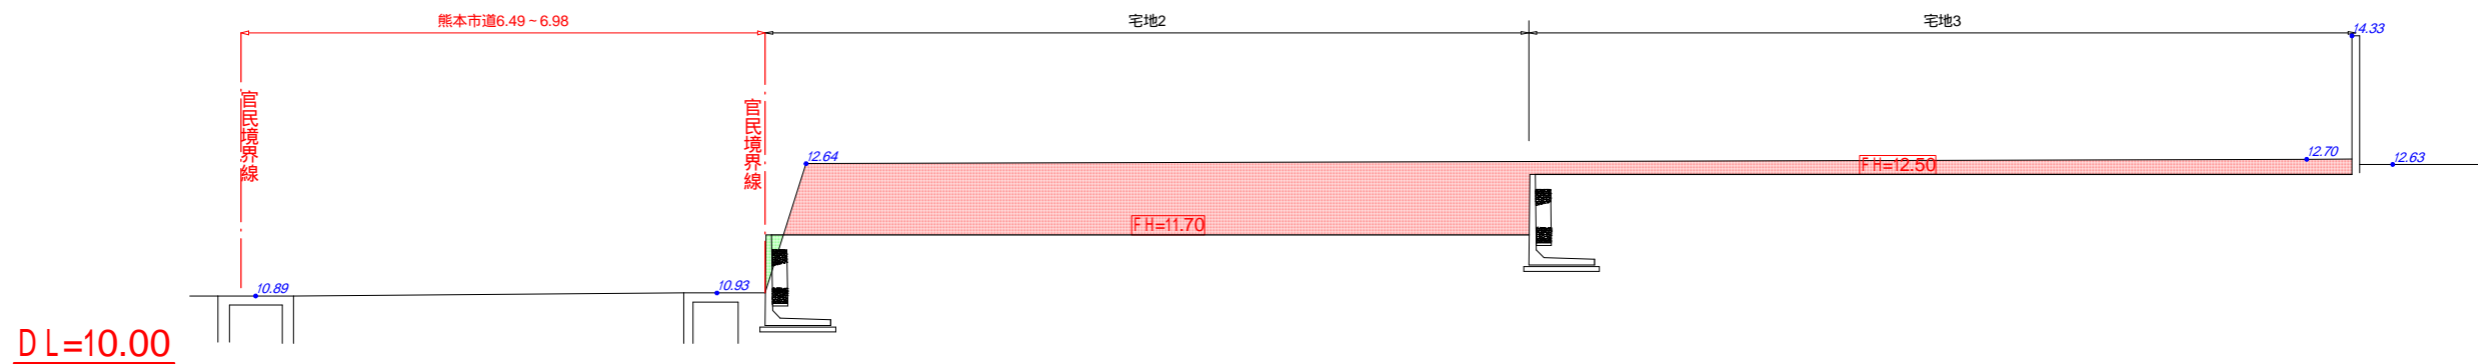 熊本市道6.49~6.98
宅地2
宅地3
14.33
官民境界線
官民境界線
12.64
12.70
12.63
FH=12.50
FH=11.70
10.89
10.93
DL=10.00